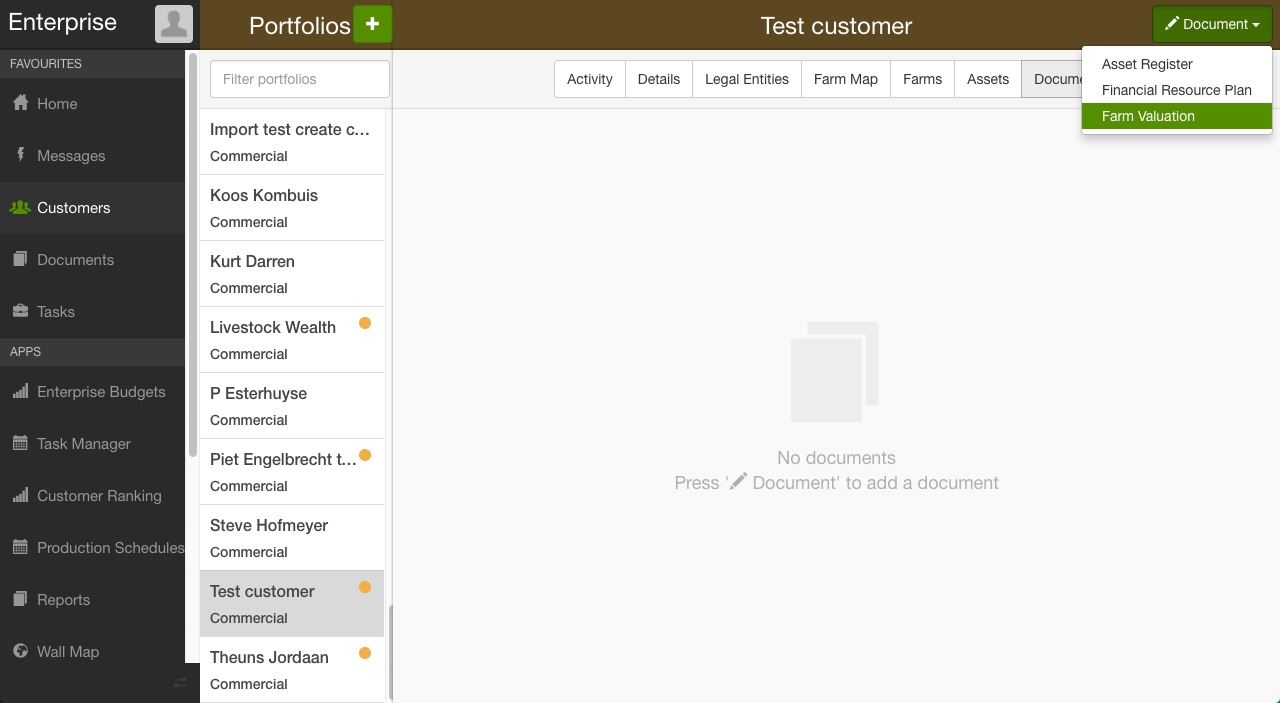 Enterprise
FAVOURITES
Home
Messages
Customers
Documents
Tasks
APPS
Enterprise Budgets
Task Manager
Customer Ranking
Production Schedules
Reports
Wall Map
Portfolios
Filter portfolios
Import test create c...
Commercial
Koos Kombuis
Commercial
Kurt Darren
Commercial
Livestock Wealth
Commercial
P Esterhuyse
Commercial
Piet Engelbrecht t...
Commercial
Steve Hofmeyer
Commercial
Test customer
Commercial
Theuns Jordaan
Commercial
Test customer
Document
Activity
Details
Legal Entities
Farm Map
Farms
Assets
Docume
Asset Register
Financial Resource Plan
Farm Valuation
No documents
Press ' Document' to add a document